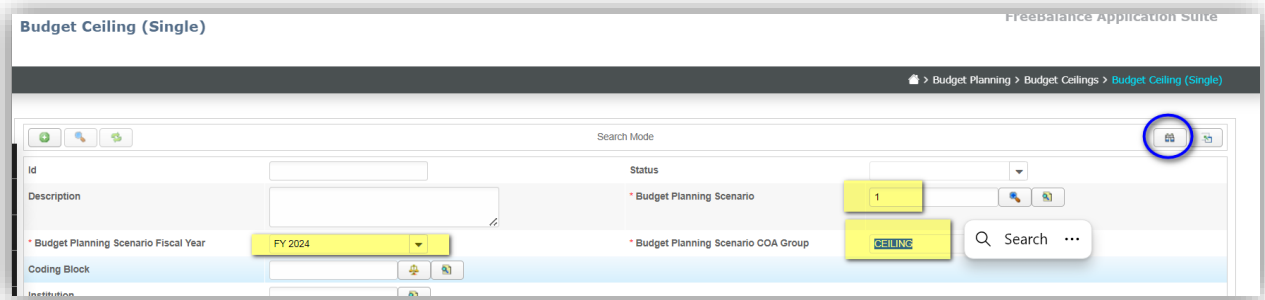 FreeBalance Application Suite
Budget Ceiling (Single)
> Budget Planning > Budget Ceilings > Budget Ceiling (Single)
Search Mode
Id
Status
Description
* Budget Planning Scenario
1
* Budget Planning Scenario Fiscal Year
FY 2024
* Budget Planning Scenario COA Group
CEILING
Search
Coding Block
Institution